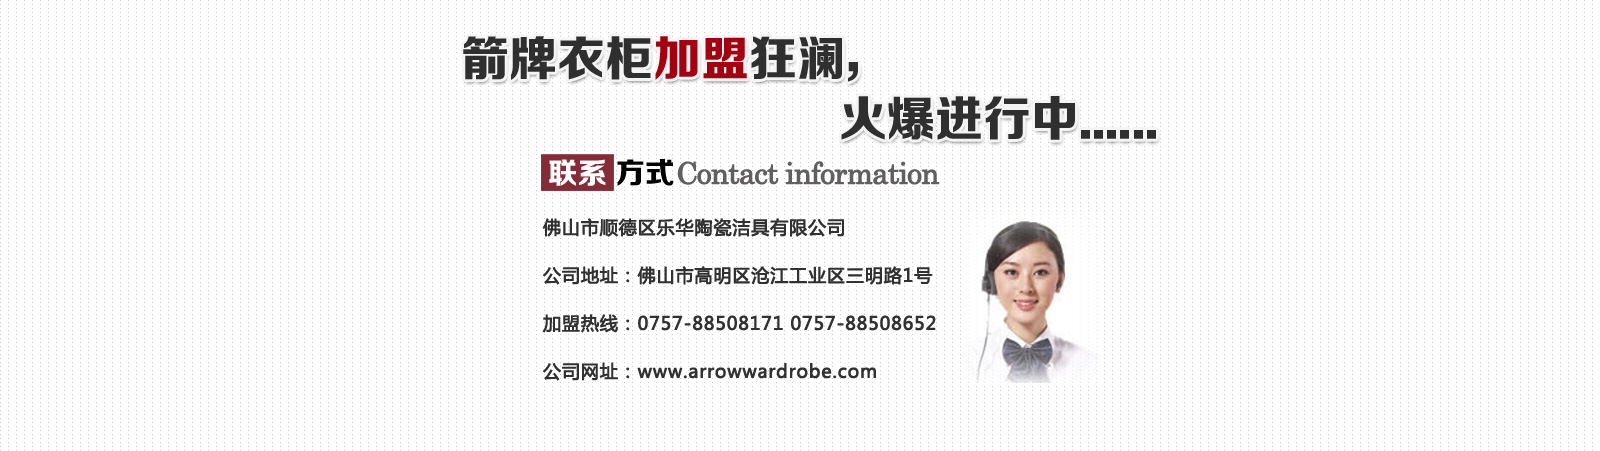 箭牌衣柜加盟狂澜,
火爆进行中......
联系方式 Contact information
佛山市顺德区乐华陶瓷洁具有限公司
公司地址：佛山市高明区沧江工业区三明路1号
加盟热线：0757-88508171 0757-88508652
公司网址：www.arrowwardrobe.com